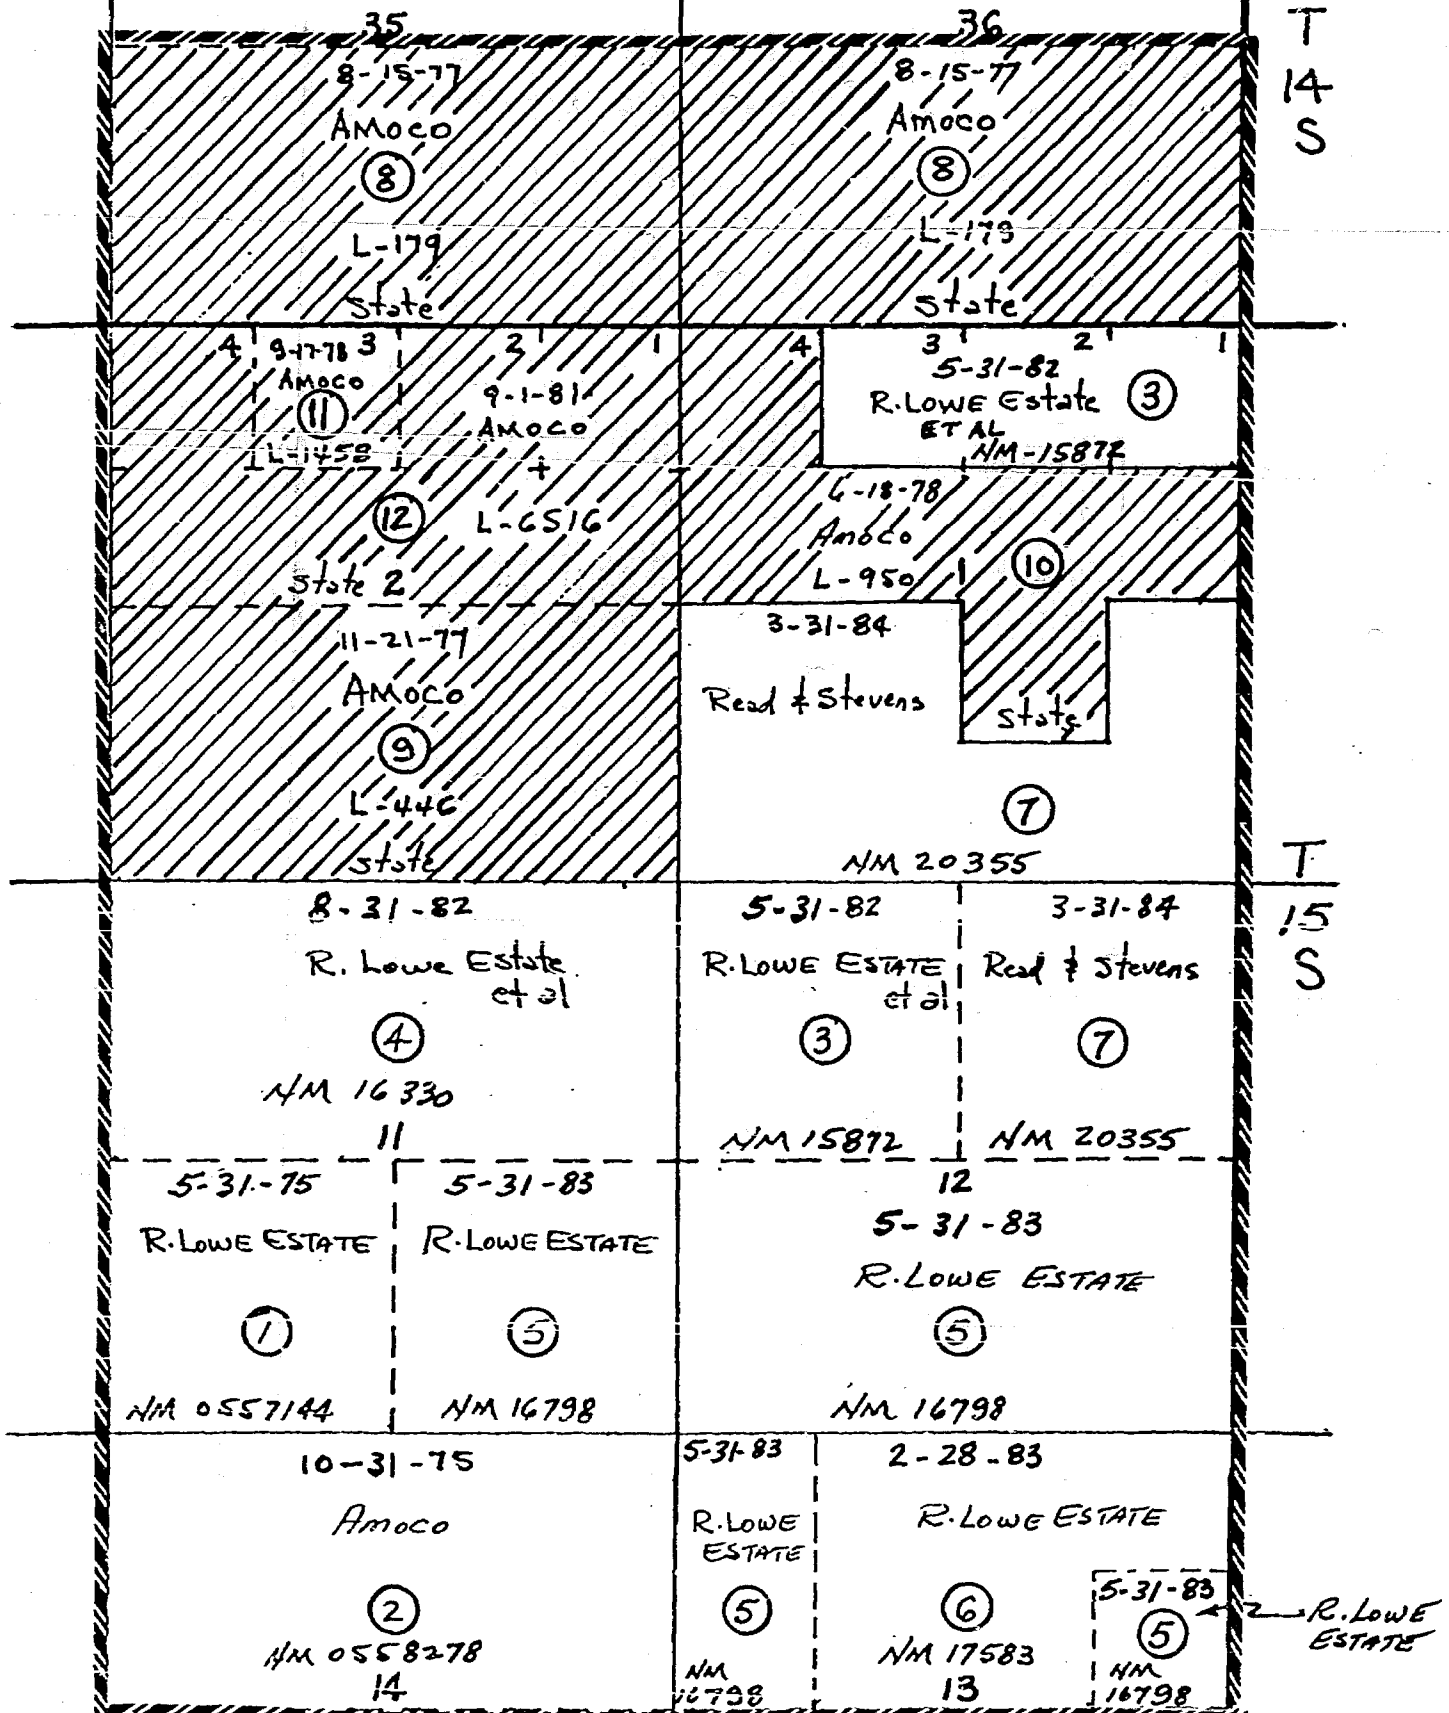 35
36
T
14
S
8-15-77
Amoco
8
L-179
State
8-15-77
Amoco
8
L-179
State
4
3
2
1
9-17-78
Amoco
11
L-1458
9-1-81
Amoco
12
L-6516
State 2
4
3
2
1
5-31-82
R. Lowe Estate
ET AL
3
NM-15872
6-18-78
Amoco
L-950
1
10
State
11-21-77
Amoco
9
L-446
State
3-31-84
Read & Stevens
7
NM 20355
T
15
S
8-31-82
R. Lowe Estate
et al
4
NM 16330
11
5-31-82
R. LOWE ESTATE
et al
3
NM 15872
3-31-84
Read & Stevens
7
NM 20355
12
5-31-75
R. LOWE ESTATE
1
NM 0557144
5-31-83
R. LOWE ESTATE
5
NM 16798
5-31-83
R. LOWE ESTATE
5
NM 16798
10-31-75
Amoco
2
NM 0558278
14
5-31-83
R. LOWE
ESTATE
5
NM
16798
2-28-83
R. LOWE ESTATE
6
NM 17583
13
5-31-83
5
NM
16798
R. LOWE
ESTATE